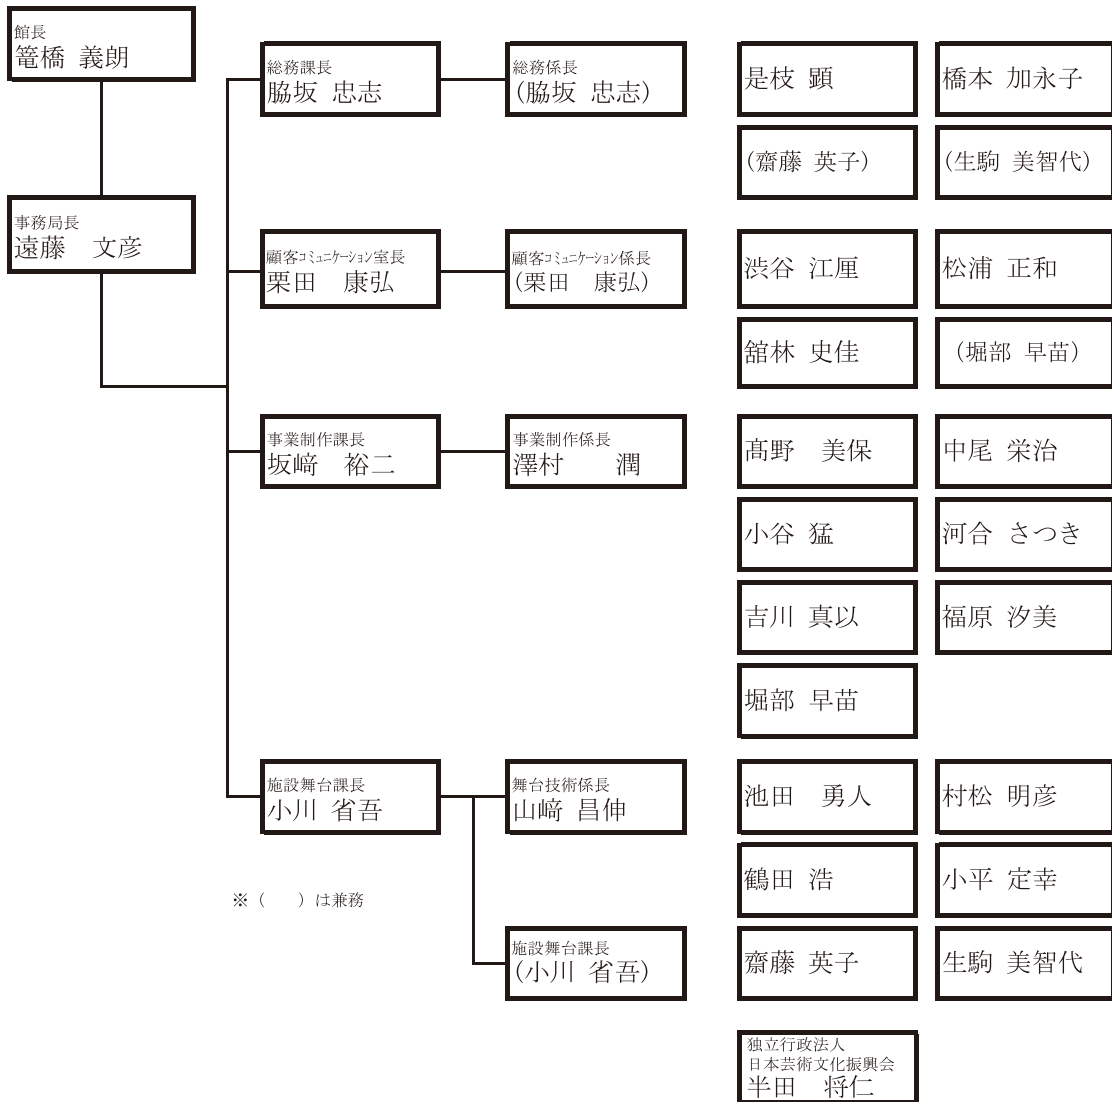 館長
篭橋 義朗
事務局長
遠藤　文彦
総務課長
脇坂 忠志
総務係長
(脇坂 忠志)
是枝 顕
橋本 加永子
(齋藤 英子)
(生駒 美智代)
顧客コミュニケーション室長
栗田　康弘
顧客コミュニケーション係長
(栗田　康弘)
渋谷 江厘
松浦 正和
舘林 史佳
(堀部 早苗)
事業制作課長
坂﨑　裕二
事業制作係長
澤村　　潤
髙野　美保
中尾 栄治
小谷 猛
河合 さつき
吉川 真以
福原 汐美
堀部 早苗
施設舞台課長
小川 省吾
舞台技術係長
山﨑 昌伸
池田　勇人
村松 明彦
鶴田 浩
小平 定幸
※（　　）は兼務
施設舞台課長
(小川 省吾)
齋藤 英子
生駒 美智代
独立行政法人
日本芸術文化振興会
半田　将仁